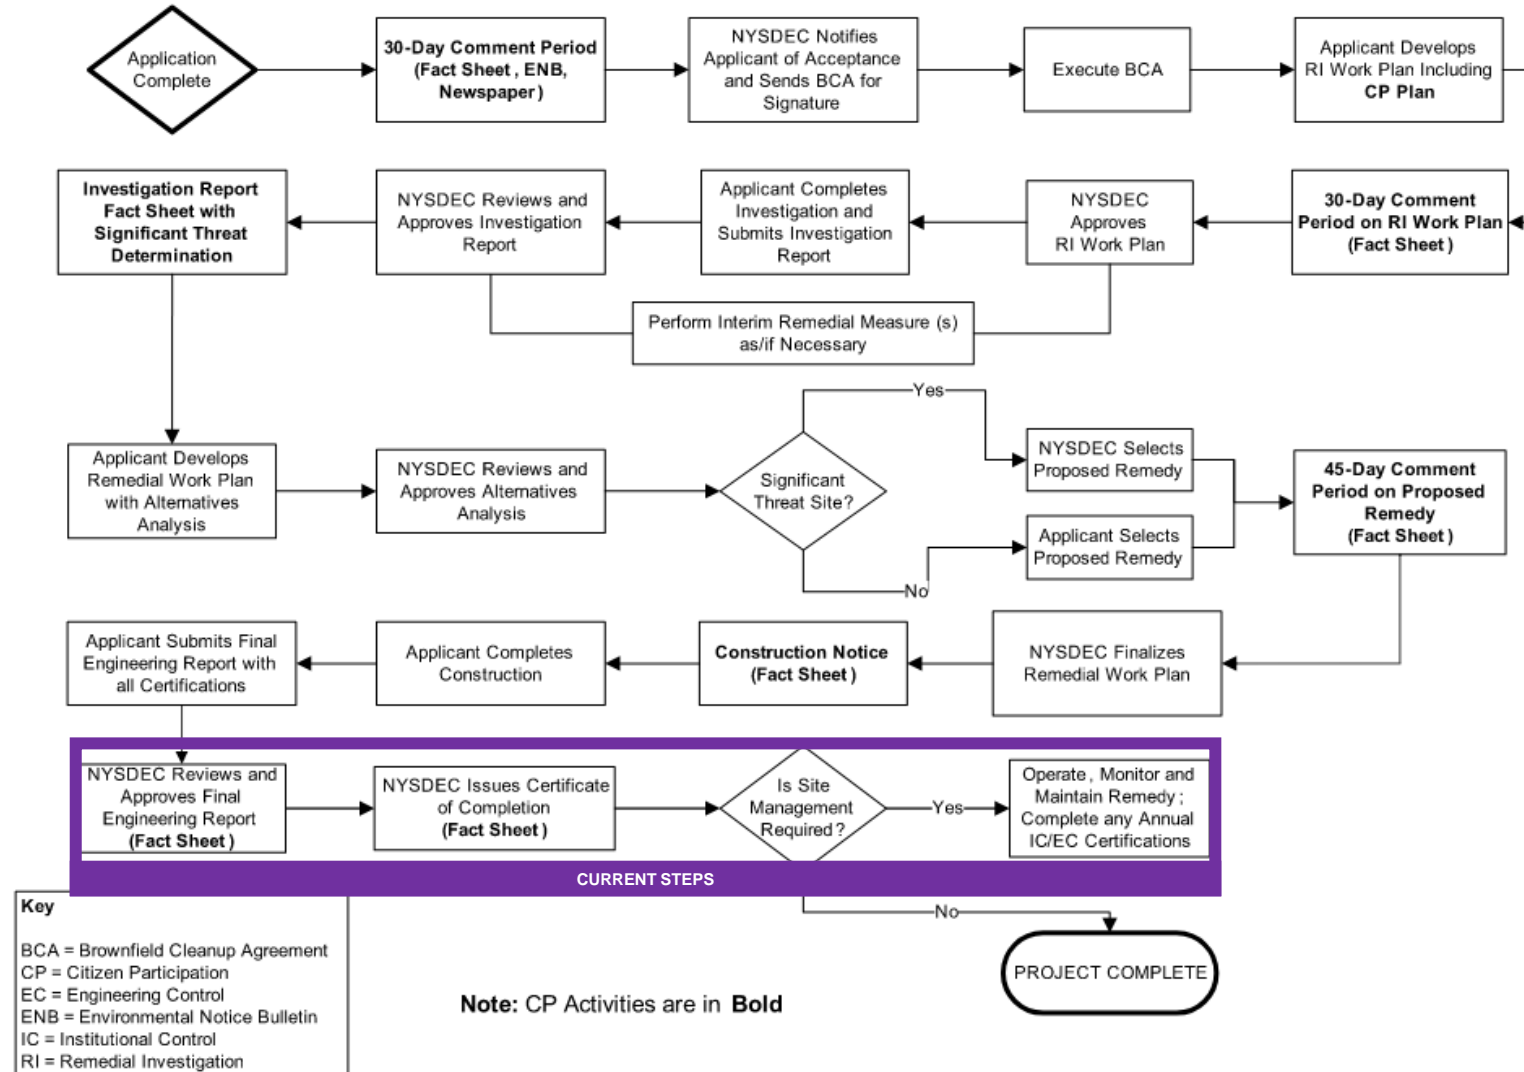 Application
Complete
30-Day Comment Period
(Fact Sheet , ENB,
Newspaper )
NYSDEC Notifies
Applicant of Acceptance
and Sends BCA for
Signature
Execute BCA
Applicant Develops
RI Work Plan Including
CP Plan
Investigation Report
Fact Sheet with
Significant Threat
Determination
NYSDEC Reviews and
Approves Investigation
Report
Applicant Completes
Investigation and
Submits Investigation
Report
NYSDEC
Approves
RI Work Plan
30-Day Comment
Period on RI Work Plan
(Fact Sheet )
Perform Interim Remedial Measure (s)
as/if Necessary
Applicant Develops
Remedial Work Plan
with Alternatives
Analysis
NYSDEC Reviews and
Approves Alternatives
Analysis
Significant
Threat Site?
Yes
No
NYSDEC Selects
Proposed Remedy
Applicant Selects
Proposed Remedy
45-Day Comment
Period on Proposed
Remedy
(Fact Sheet )
Applicant Submits Final
Engineering Report with
all Certifications
Applicant Completes
Construction
Construction Notice
(Fact Sheet )
NYSDEC Finalizes
Remedial Work Plan
NYSDEC Reviews and
Approves Final
Engineering Report
(Fact Sheet )
NYSDEC Issues Certificate
of Completion
(Fact Sheet )
Is Site
Management
Required?
Yes
Operate, Monitor and
Maintain Remedy ;
Complete any Annual
IC/EC Certifications
CURRENT STEPS
No
PROJECT COMPLETE
Key
BCA = Brownfield Cleanup Agreement
CP = Citizen Participation
EC = Engineering Control
ENB = Environmental Notice Bulletin
IC = Institutional Control
RI = Remedial Investigation
Note: CP Activities are in Bold